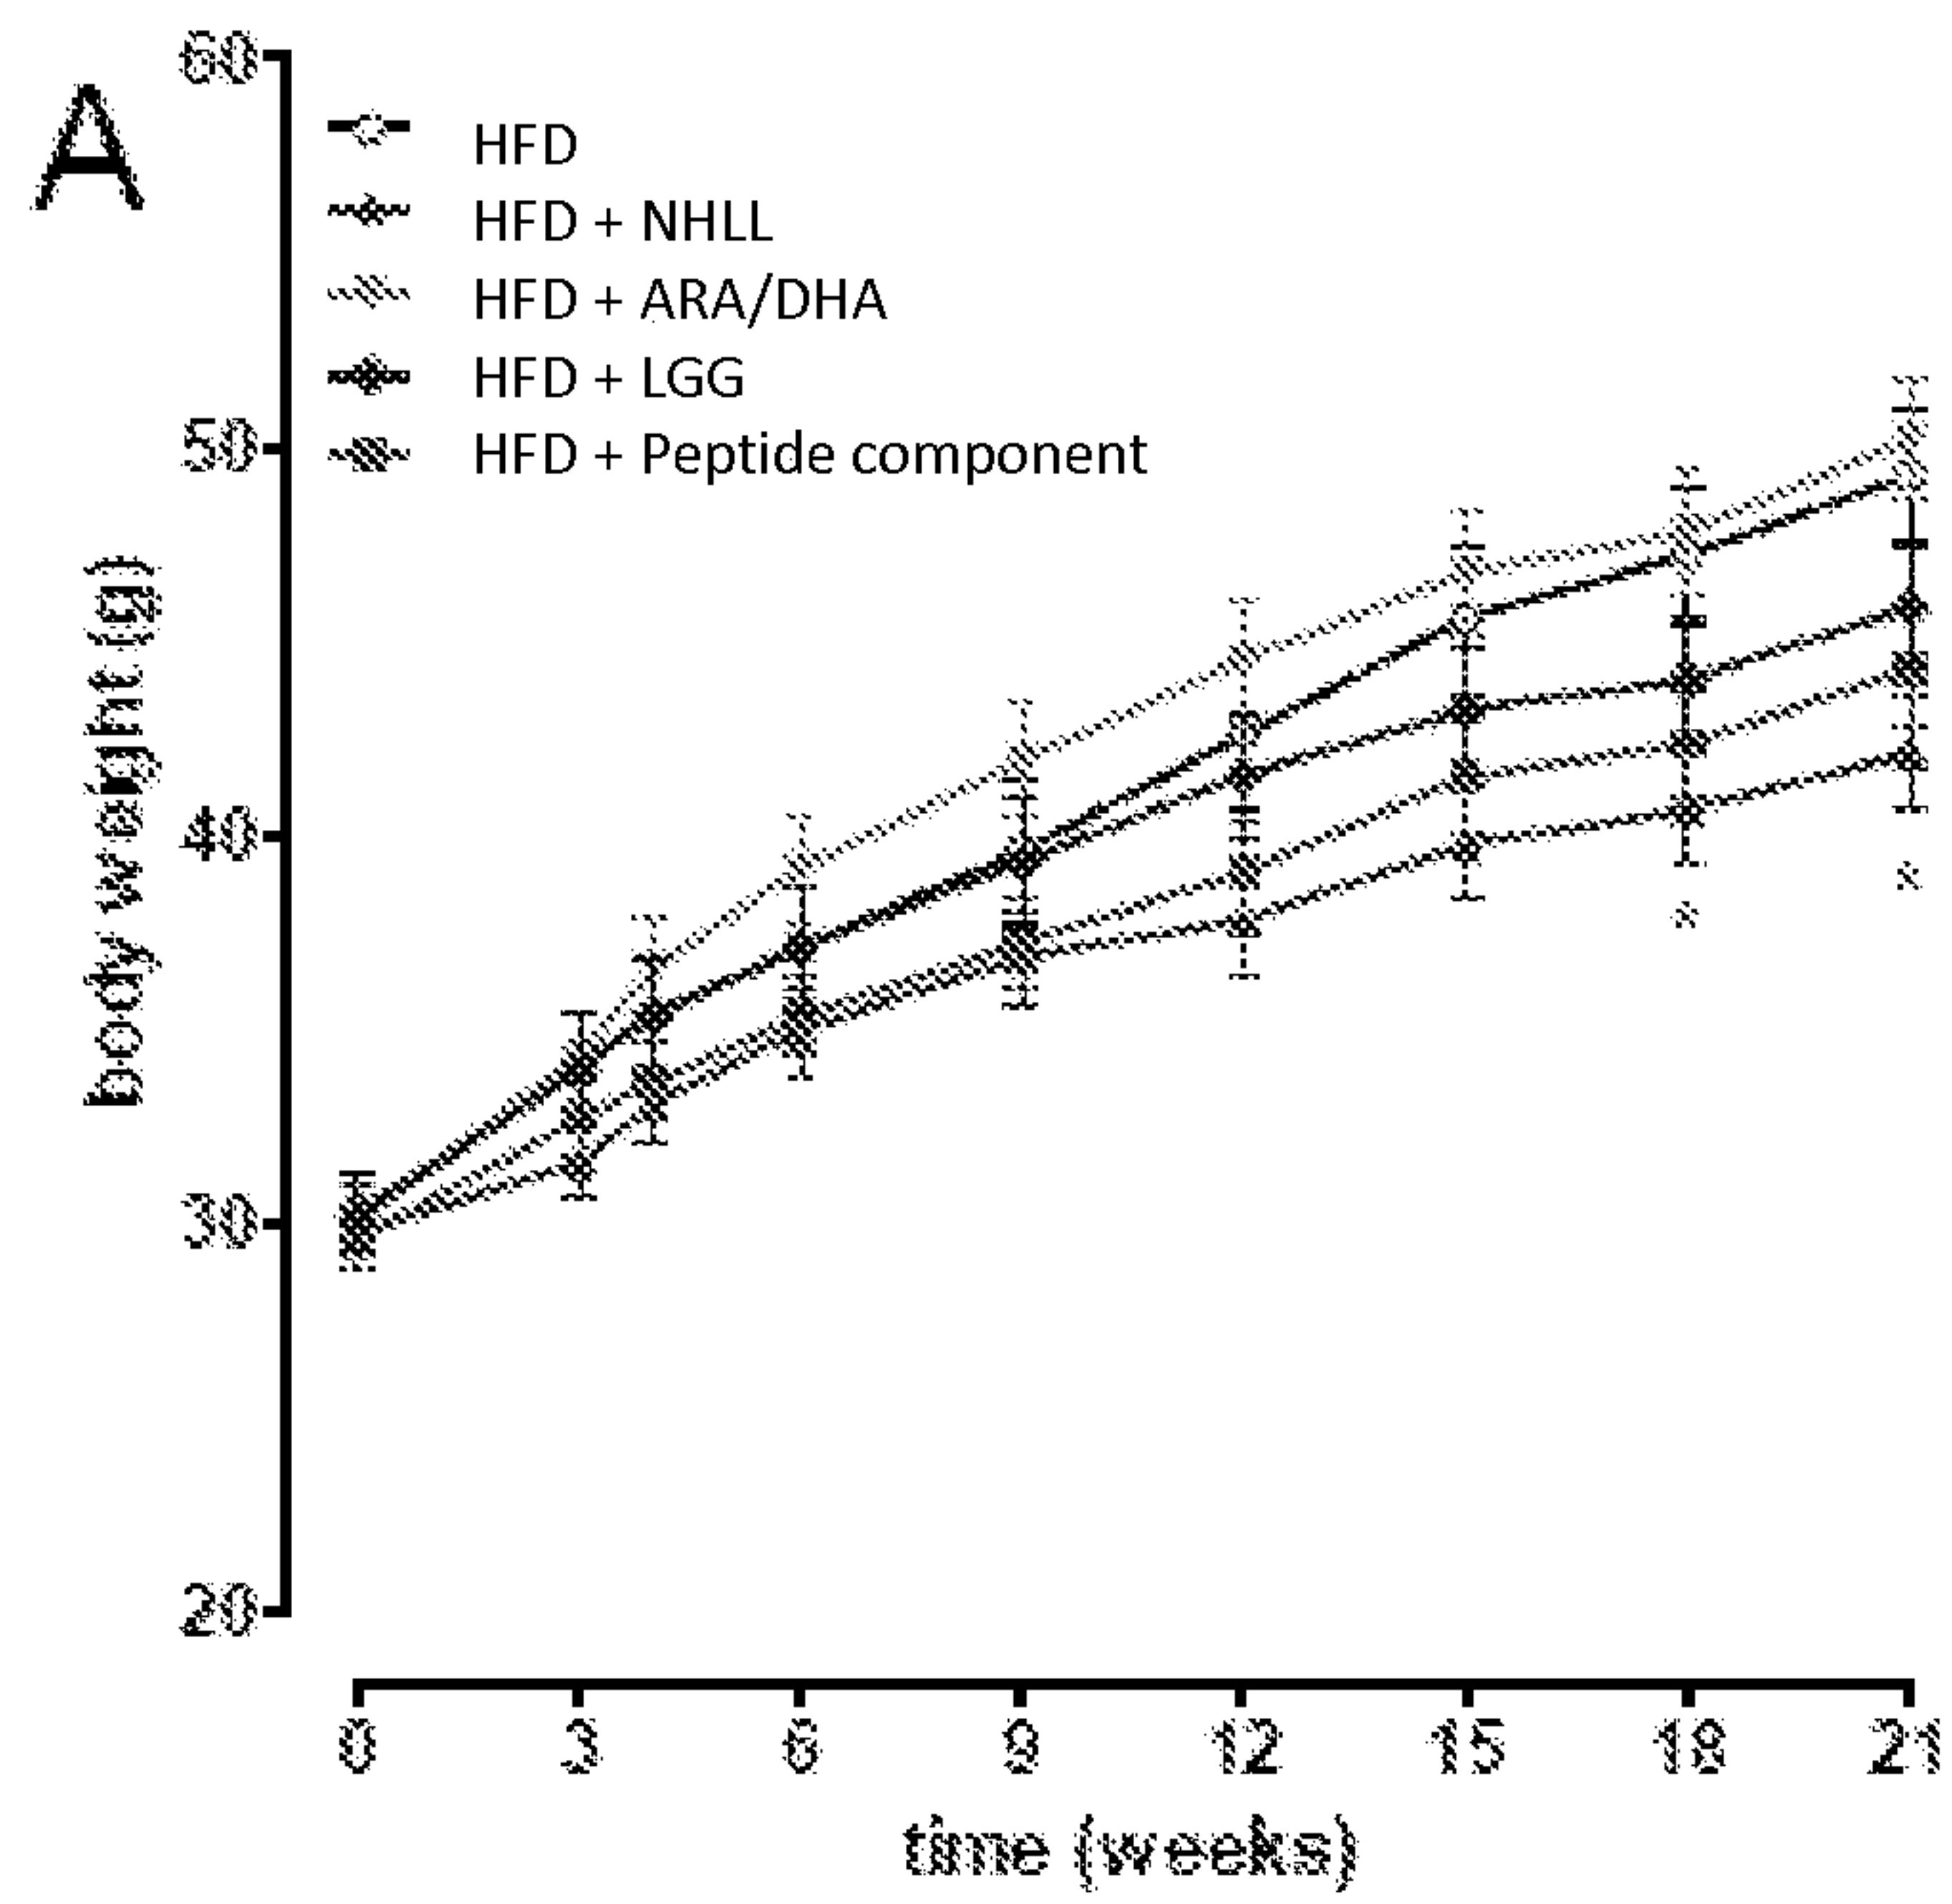 A
60
50
40
30
20
body weight (g)
HFD
HFD + NHLL
HFD + ARA/DHA
HFD + LGG
HFD + Peptide component
0 3 6 9 12 15 18 21
time (weeks)